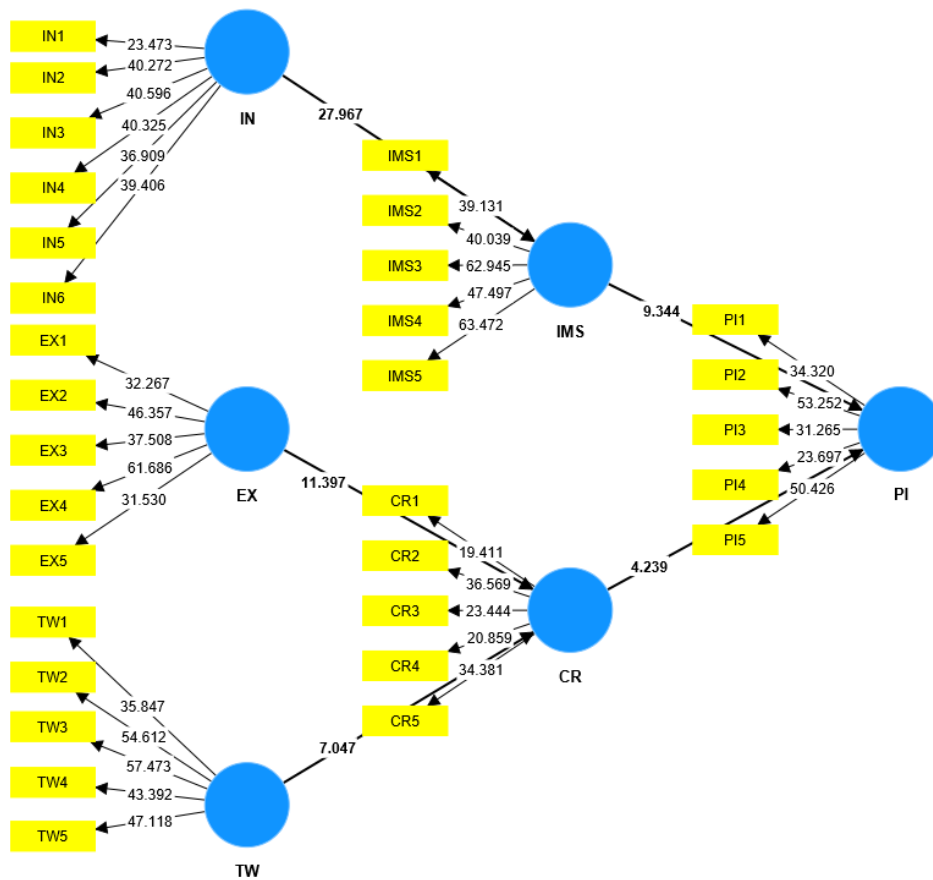 IN1
23.473
IN2
40.272
IN3
40.596
IN4
40.325
IN5
36.909
IN6
39.406
IN
27.967
IMS1
39.131
IMS2
40.039
IMS3
62.945
IMS4
47.497
IMS5
63.472
IMS
9.344
EX1
32.267
EX2
46.357
EX3
37.508
EX4
61.686
EX5
31.530
EX
11.397
CR1
19.411
CR2
36.569
CR3
23.444
CR4
20.859
CR5
34.381
CR
4.239
PI1
34.320
PI2
53.252
PI3
31.265
PI4
23.697
PI5
50.426
PI
TW1
35.847
TW2
54.612
TW3
57.473
TW4
43.392
TW5
47.118
TW
7.047